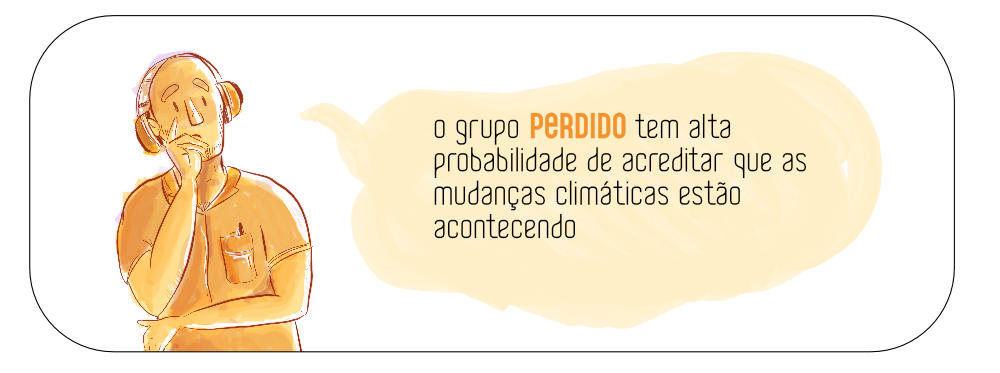 o grupo PERDIDO tem alta
probabilidade de acreditar que as
mudanças climáticas estão
acontecendo